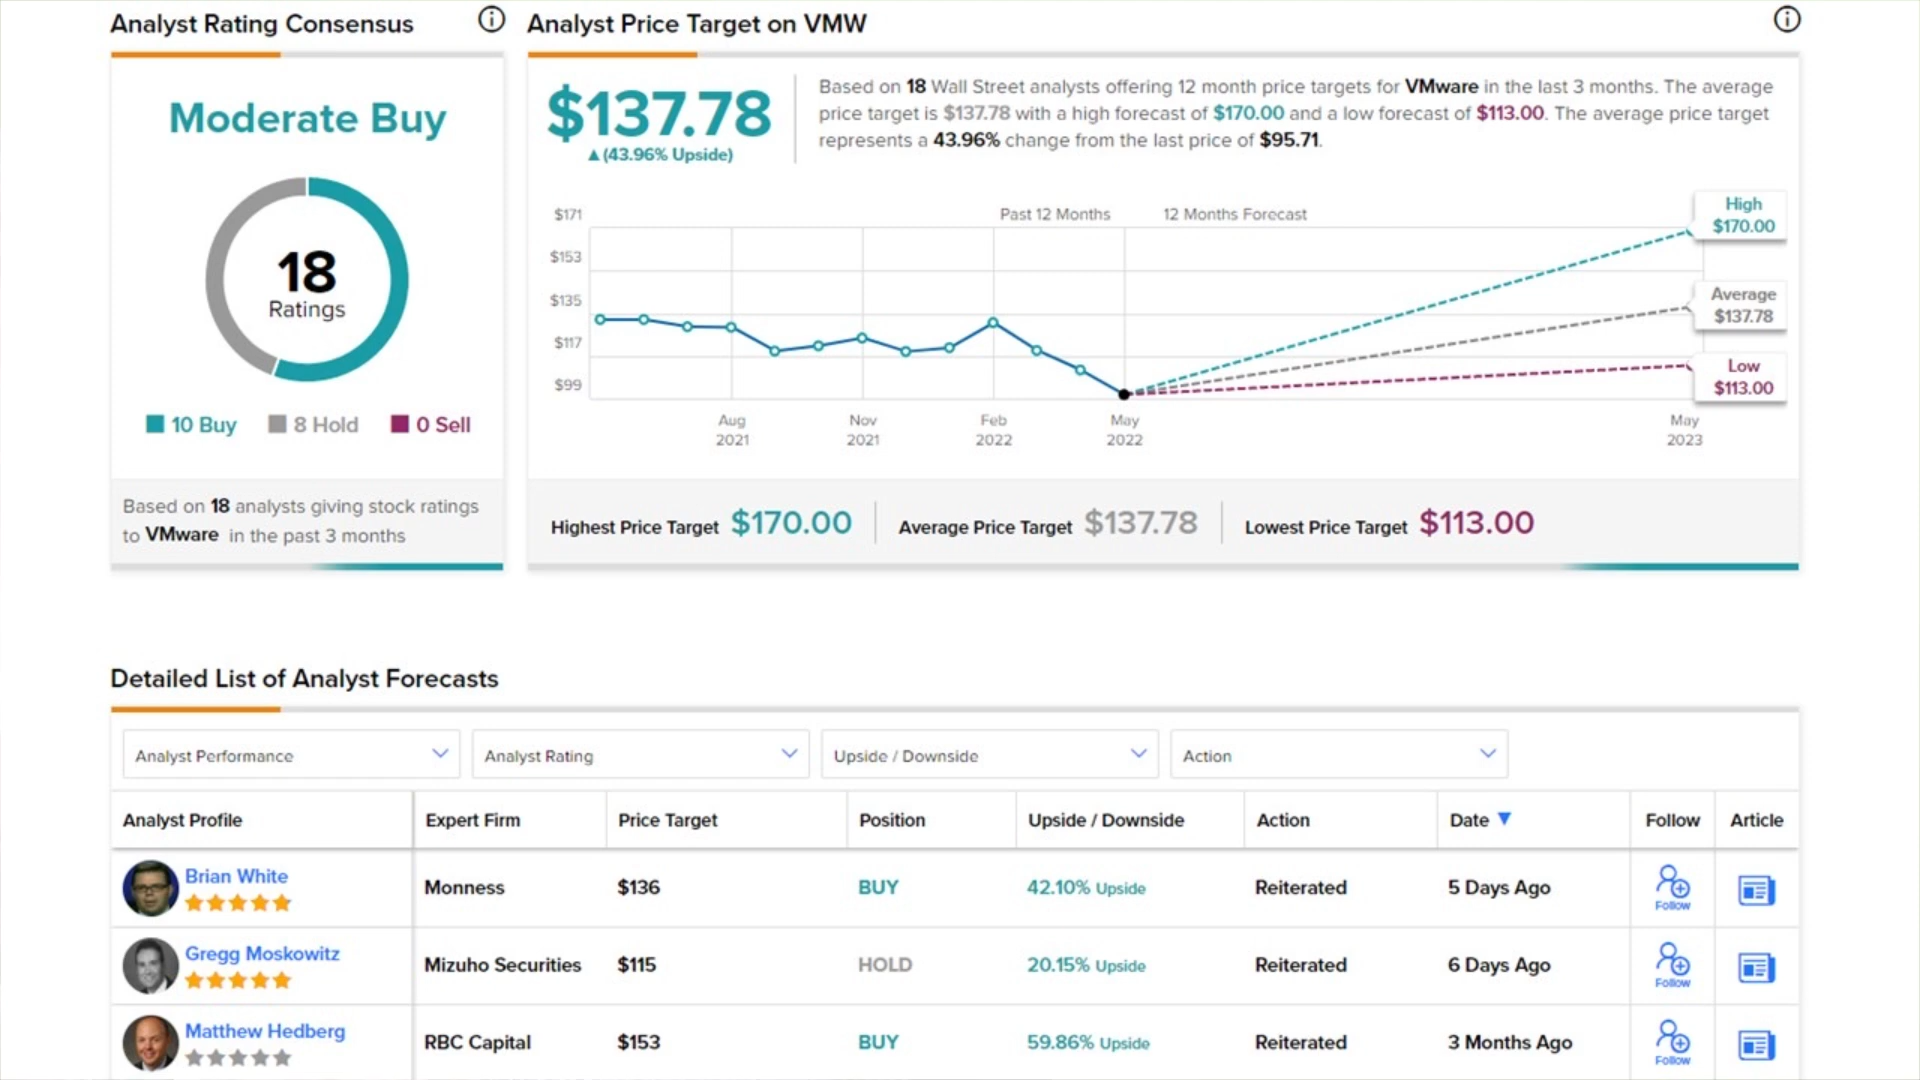 Analyst Rating Consensus
Moderate Buy
18
Ratings
10 Buy 8 Hold 0 Sell
Based on 18 analysts giving stock ratings
to VMware in the past 3 months
Analyst Price Target on VMW
$137.78
▲(43.96% Upside)
Based on 18 Wall Street analysts offering 12 month price targets for VMware in the last 3 months. The average
price target is $137.78 with a high forecast of $170.00 and a low forecast of $113.00. The average price target
represents a 43.96% change from the last price of $95.71.
Past 12 Months 12 Months Forecast
$171
$153
$135
$117
$99
High
$170.00
Average
$137.78
Low
$113.00
Aug 2021
Nov 2021
Feb 2022
May 2022
May 2023
Highest Price Target $170.00 Average Price Target $137.78 Lowest Price Target $113.00
Detailed List of Analyst Forecasts
Analyst Performance Analyst Rating Upside / Downside Action
Analyst Profile Expert Firm Price Target Position Upside / Downside Action Date ▼ Follow Article
Brian White Monness $136 BUY 42.10% Upside Reiterated 5 Days Ago Follow
Gregg Moskowitz Mizuho Securities $115 HOLD 20.15% Upside Reiterated 6 Days Ago Follow
Matthew Hedberg RBC Capital $153 BUY 59.86% Upside Reiterated 3 Months Ago Follow